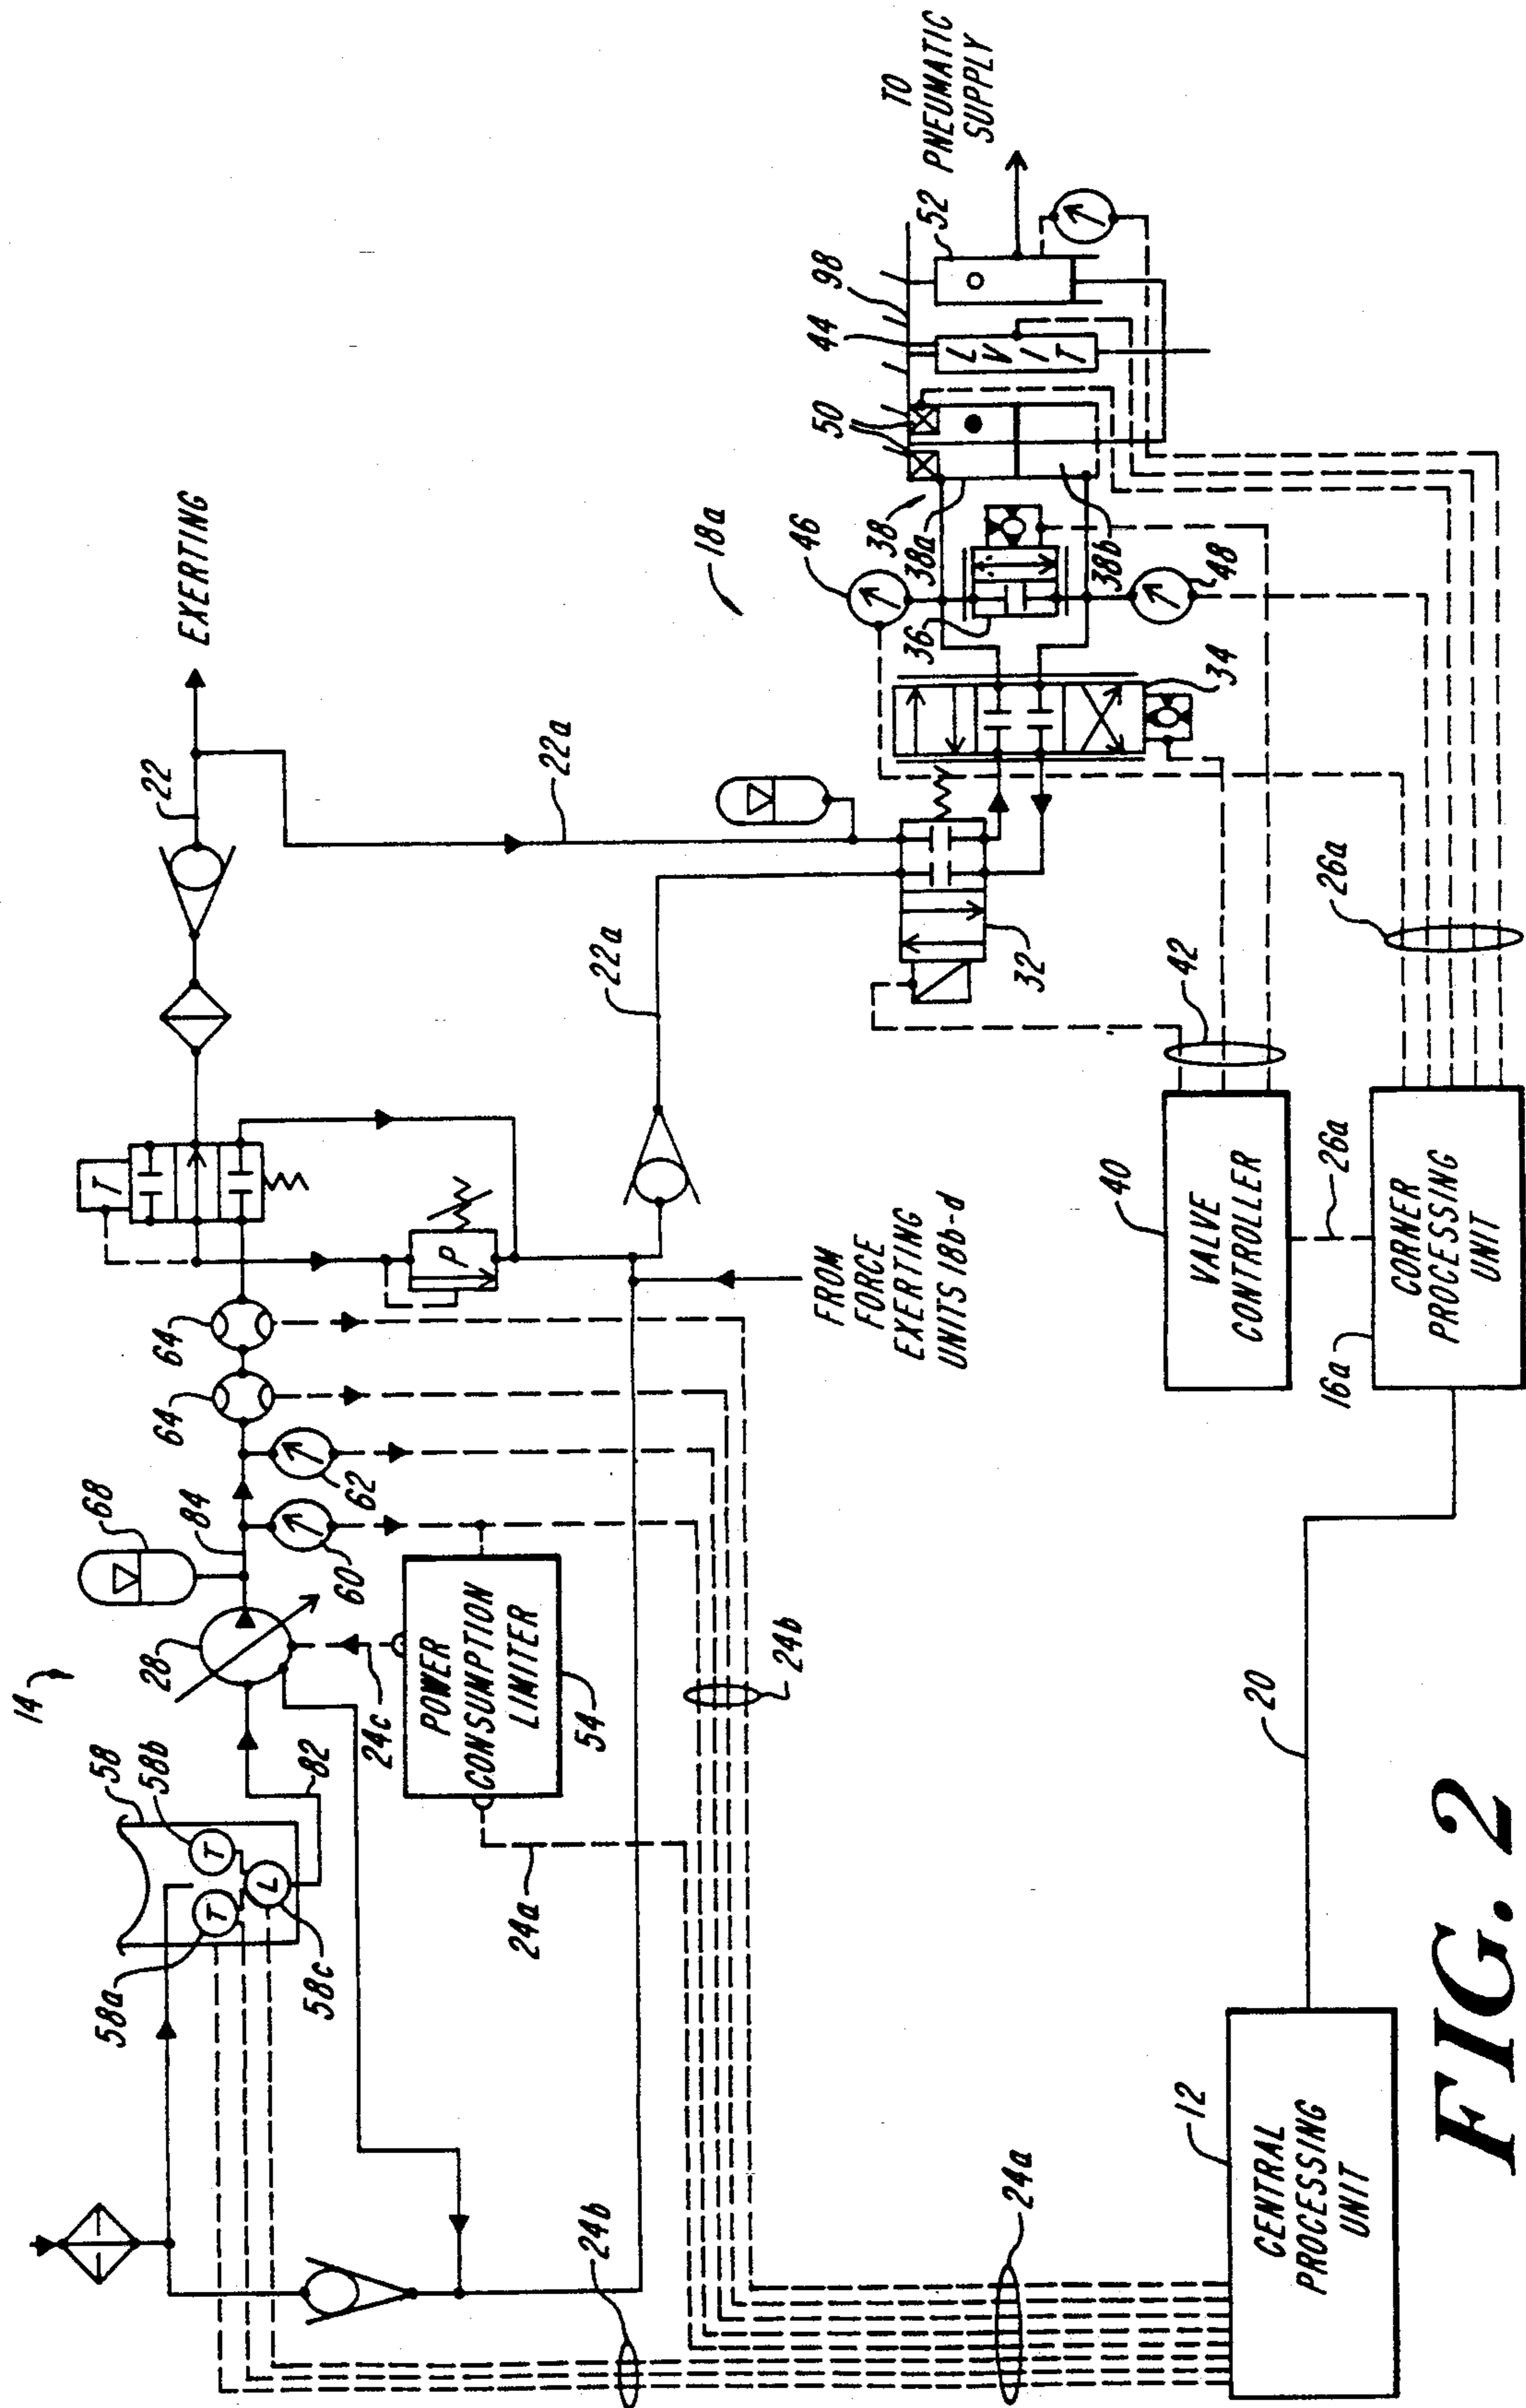 14
58
58b
58a
T
T
L
58c
82
28
68
84
60
62
64
64
24c
POWER
CONSUMPTION
LIMITER
54
24a
24b
24b
24a
T
P
22
EXERTING
22a
22a
FROM
FORCE
EXERTING
UNITS 18b-d
18a
32
34
36
38
38a
38b
46
48
50
44
98
52
L
V
I
T
TO
PNEUMATIC
SUPPLY
42
40
VALVE
CONTROLLER
26a
26a
16a
CORNER
PROCESSING
UNIT
20
12
CENTRAL
PROCESSING
UNIT
FIG. 2